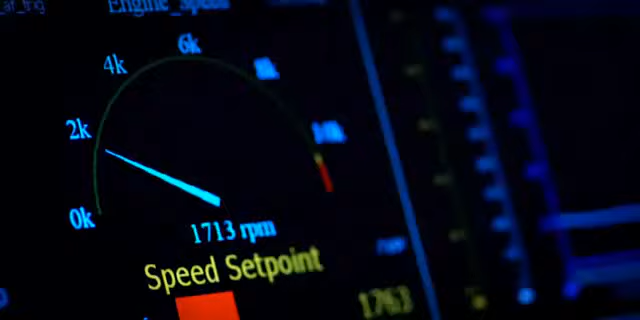 Engine_Speed
6k
4k
8k
2k
10k
0k
1713 rpm
Speed Setpoint
1763